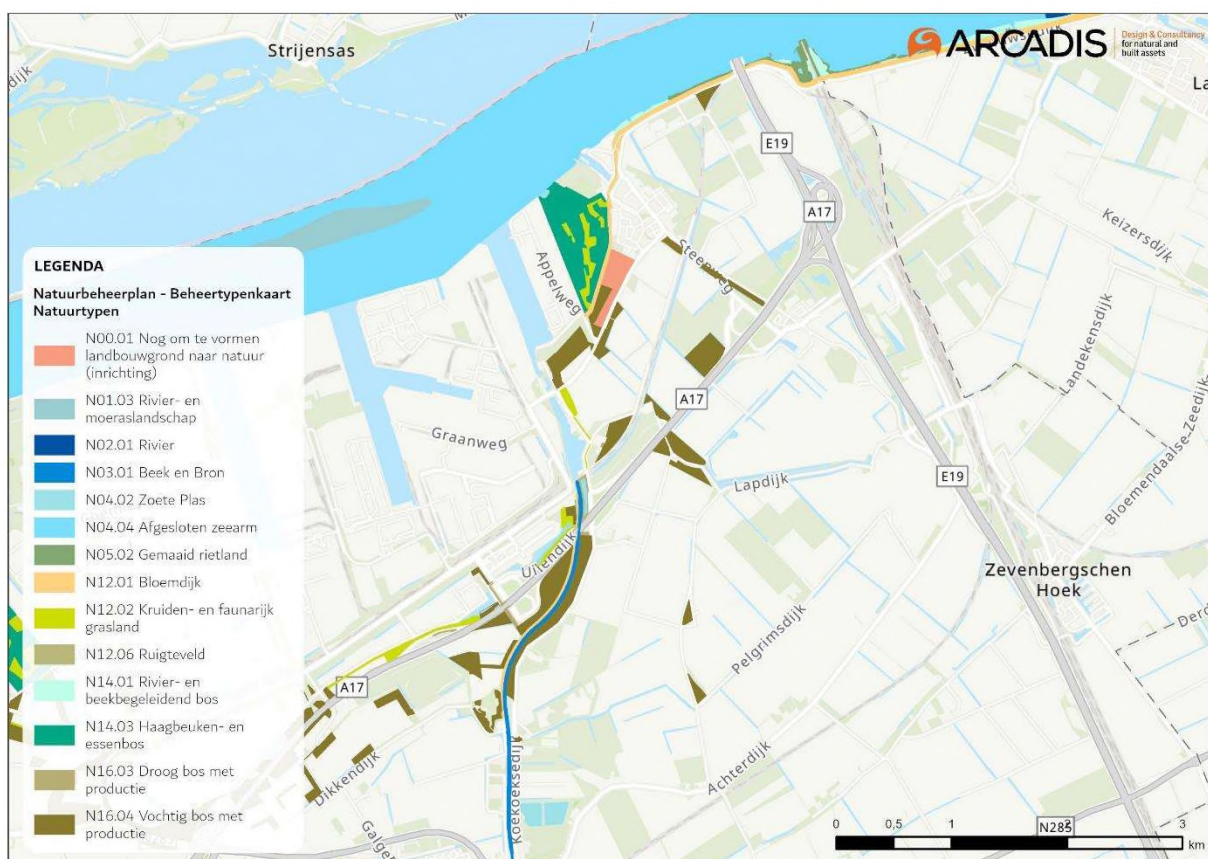 Strijensas
ARCADIS
Design & Consultancy
for natural and
built assets
E19
A17
Keizersdijk
Steenweg
Appelweg
Landekensdijk
LEGENDA
Natuurbeheerplan - Beheertypenkaart
Natuurtypen
N00.01 Nog om te vormen
landbouwgrond naar natuur
(inrichting)
N01.03 Rivier- en
moeraslandschap
N02.01 Rivier
N03.01 Beek en Bron
N04.02 Zoete Plas
N04.04 Afgesloten zeearm
N05.02 Gemaaid rietland
N12.01 Bloemdijk
N12.02 Kruiden- en faunarijk
grasland
N12.06 Ruigteveld
N14.01 Rivier- en
beekbegeleidend bos
N14.03 Haagbeuken- en
essenbos
N16.03 Droog bos met
productie
N16.04 Vochtig bos met
productie
A17
Graanweg
Bloemendaalse-Zeedijk
Lapdijk
E19
Uilendijk
Zevenbergschen
Hoek
Pelgrimsdijk
A17
Koekoeksedijk
Achterdijk
Dikkendijk
0 0,5 1 N285 3
km